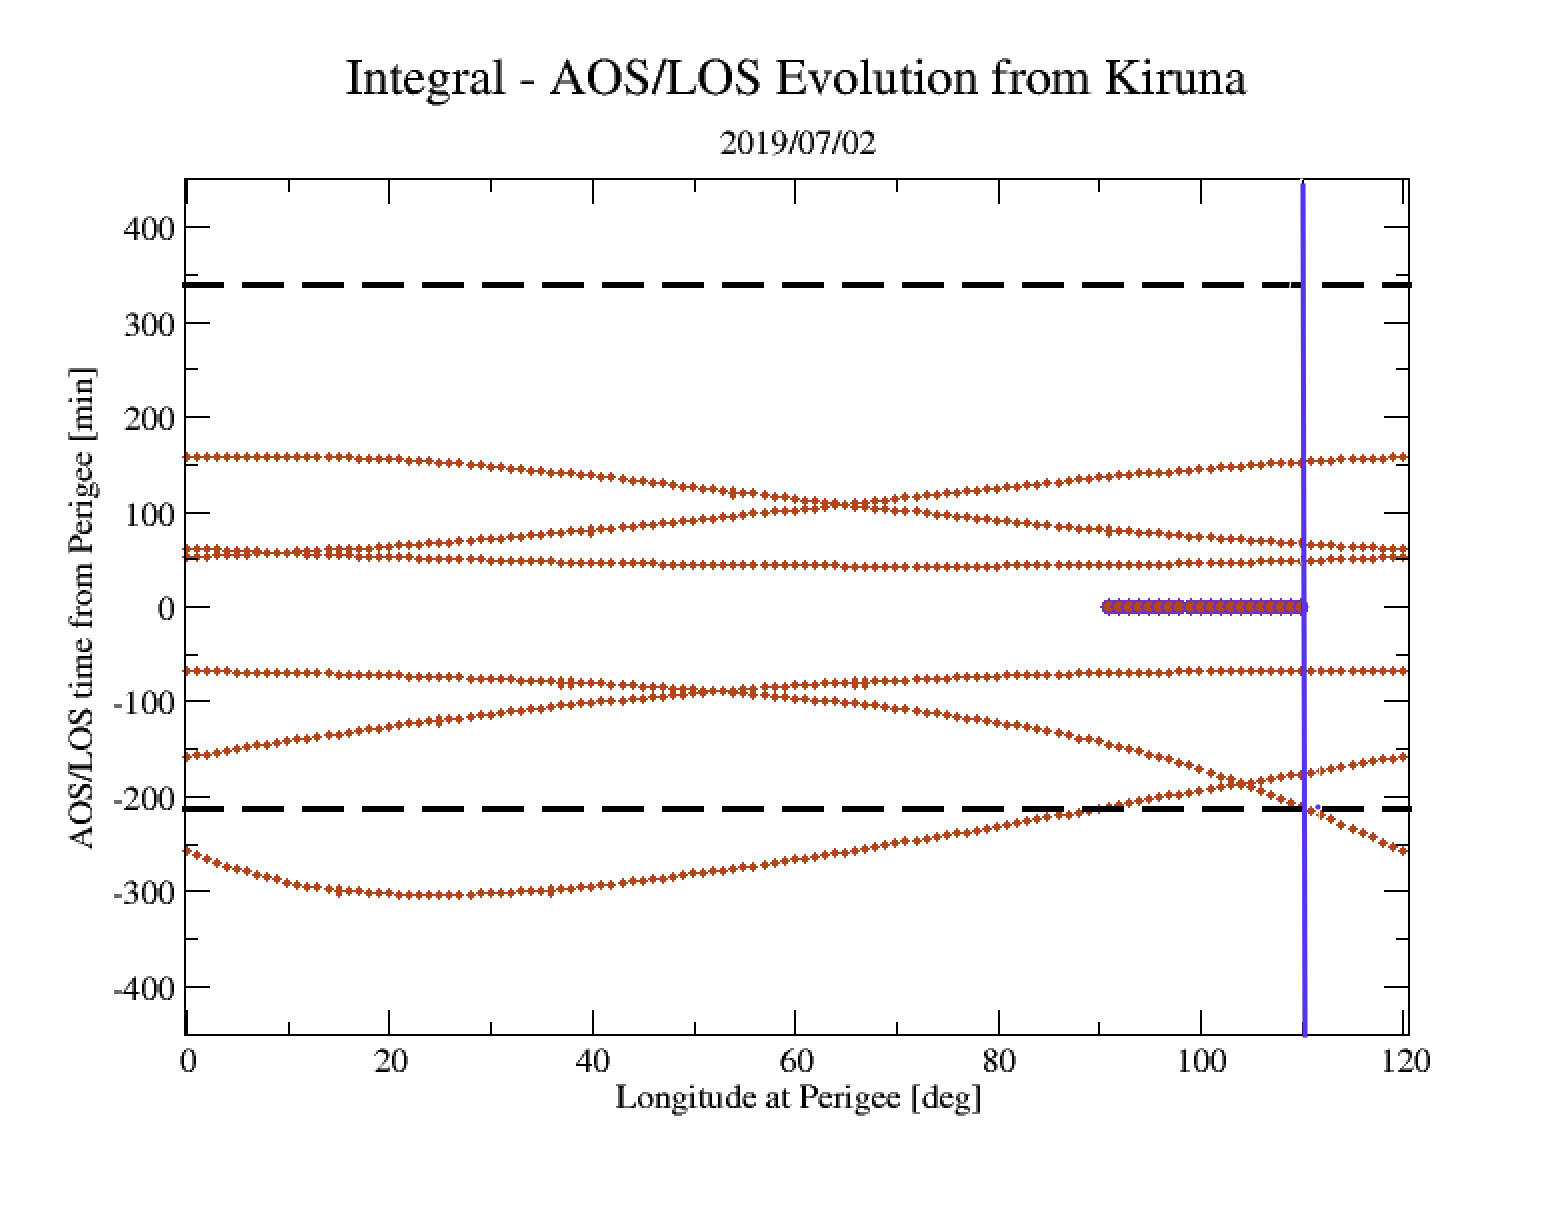 Integral - AOS/LOS Evolution from Kiruna
2019/07/02
AOS/LOS time from Perigee [min]
400
300
200
100
0
-100
-200
-300
-400
0 20 40 60 80 100 120
Longitude at Perigee [deg]